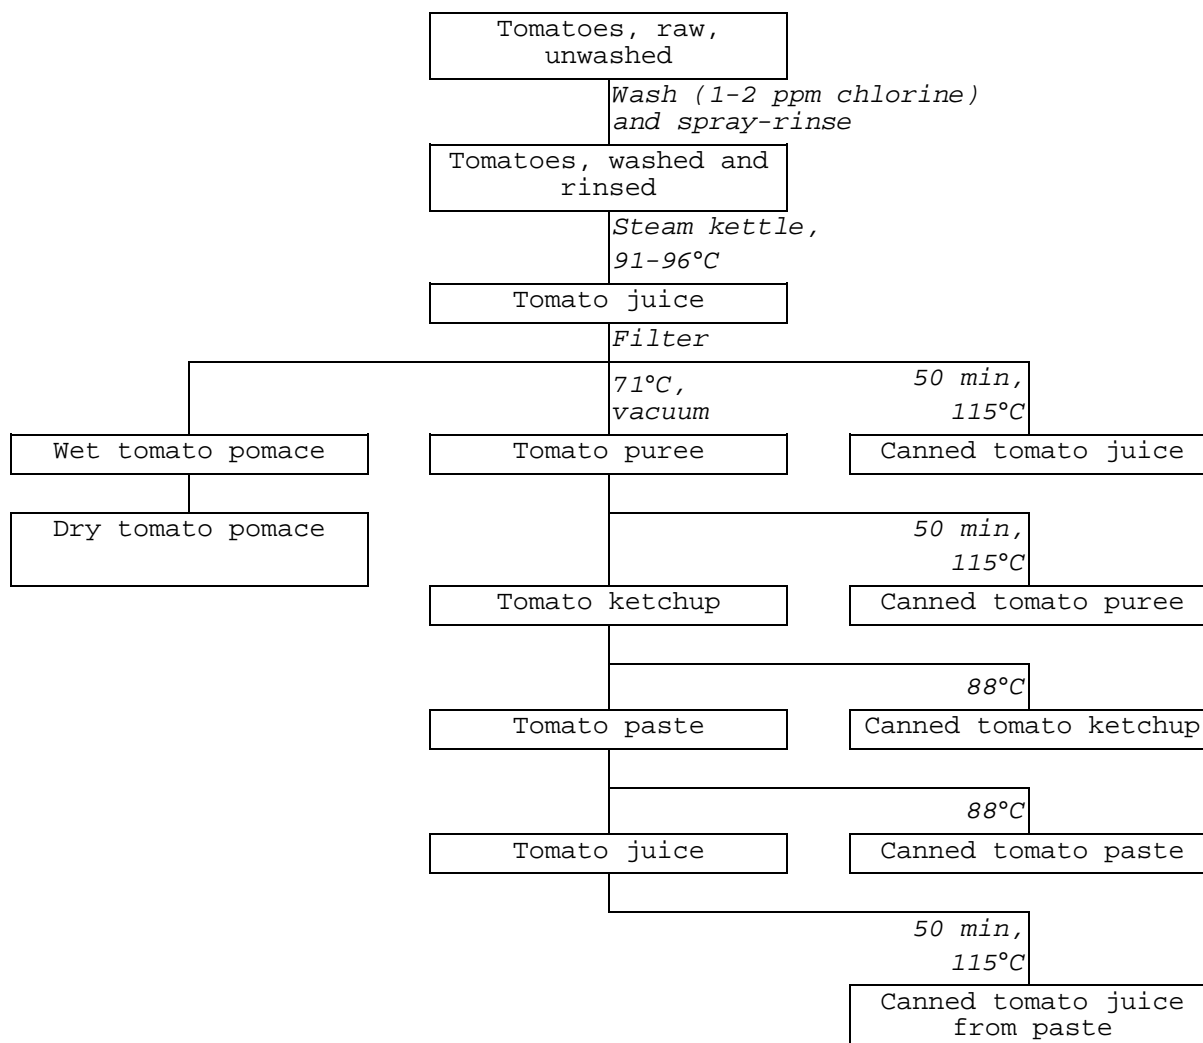 Tomatoes, raw,
unwashed
Wash (1-2 ppm chlorine)
and spray-rinse
Tomatoes, washed and
rinsed
Steam kettle,
91-96°C
Tomato juice
Filter
71°C,
vacuum
50 min,
115°C
Wet tomato pomace
Tomato puree
Canned tomato juice
Dry tomato pomace
50 min,
115°C
Tomato ketchup
Canned tomato puree
88°C
Tomato paste
Canned tomato ketchup
88°C
Tomato juice
Canned tomato paste
50 min,
115°C
Canned tomato juice
from paste